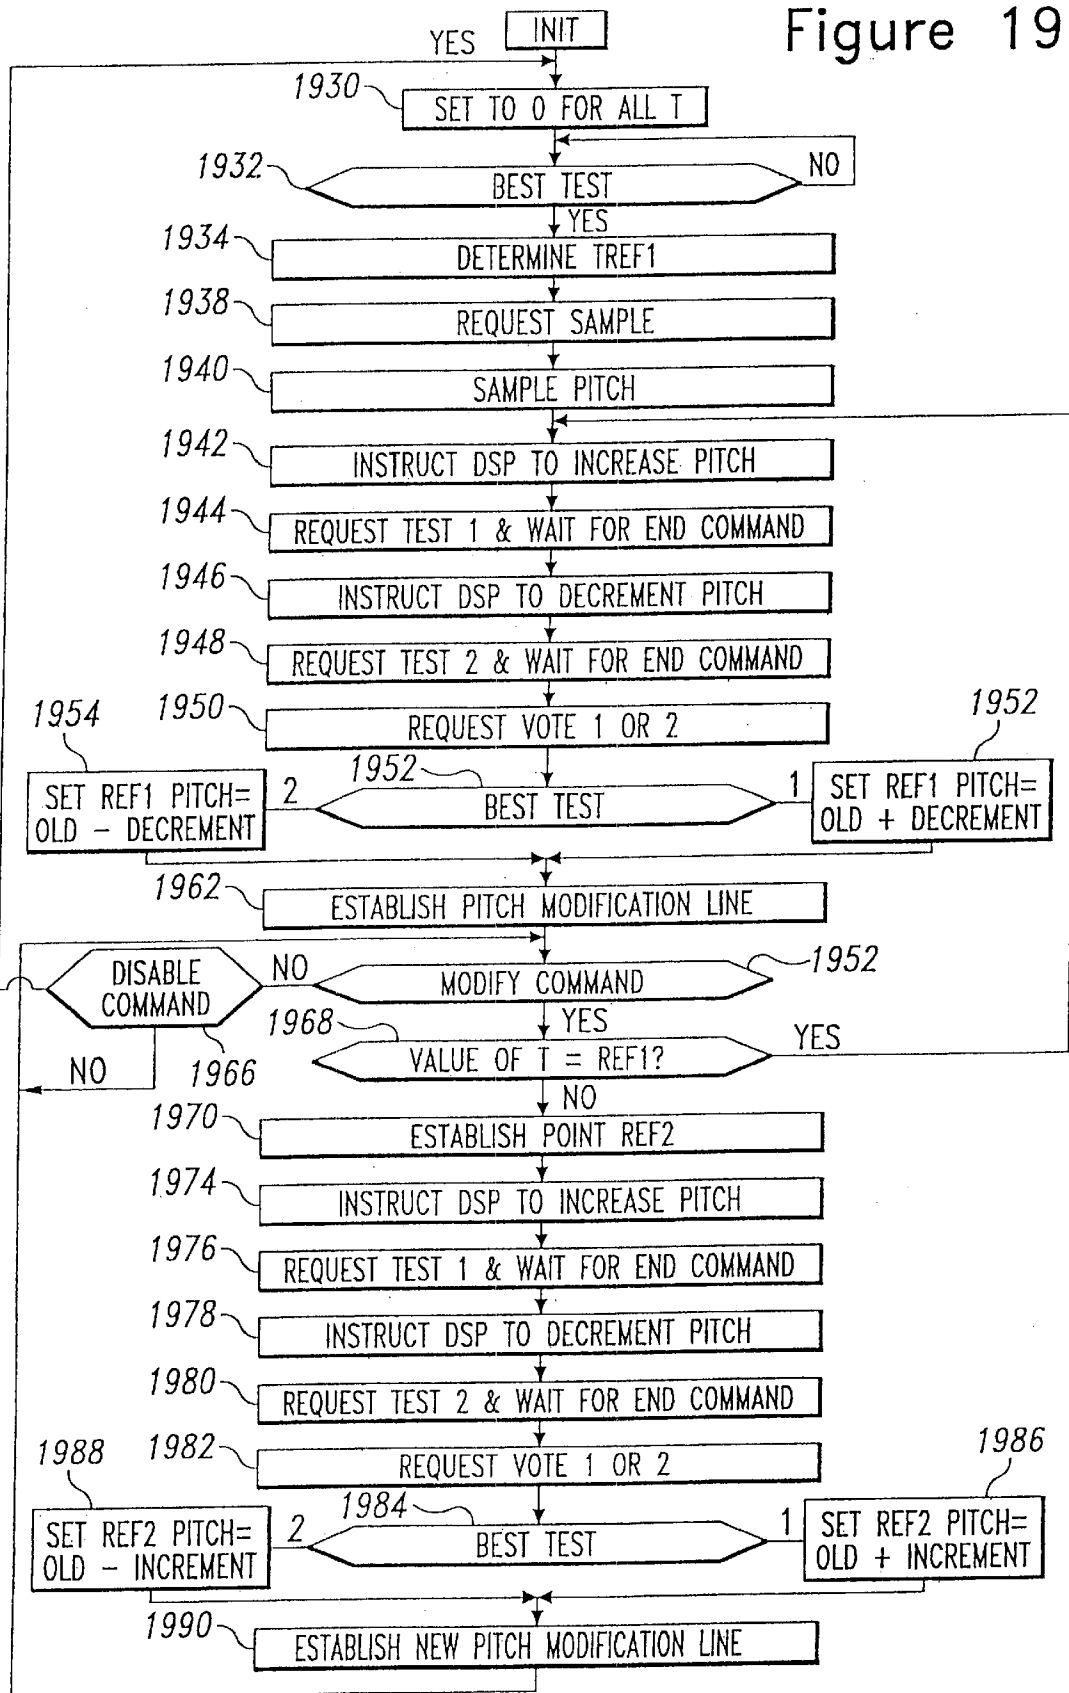 Figure 19
INIT
YES
1930
SET TO 0 FOR ALL T
1932
BEST TEST
NO
YES
1934
DETERMINE TREF1
1938
REQUEST SAMPLE
1940
SAMPLE PITCH
1942
INSTRUCT DSP TO INCREASE PITCH
1944
REQUEST TEST 1 & WAIT FOR END COMMAND
1946
INSTRUCT DSP TO DECREMENT PITCH
1948
REQUEST TEST 2 & WAIT FOR END COMMAND
1950
REQUEST VOTE 1 OR 2
1954
SET REF1 PITCH=
OLD - DECREMENT
2
1952
BEST TEST
1
1952
SET REF1 PITCH=
OLD + DECREMENT
1962
ESTABLISH PITCH MODIFICATION LINE
DISABLE
COMMAND
NO
MODIFY COMMAND
1952
1966
NO
YES
1968
VALUE OF T = REF1?
YES
NO
1970
ESTABLISH POINT REF2
1974
INSTRUCT DSP TO INCREASE PITCH
1976
REQUEST TEST 1 & WAIT FOR END COMMAND
1978
INSTRUCT DSP TO DECREMENT PITCH
1980
REQUEST TEST 2 & WAIT FOR END COMMAND
1982
REQUEST VOTE 1 OR 2
1988
SET REF2 PITCH=
OLD - INCREMENT
2
1984
BEST TEST
1
1986
SET REF2 PITCH=
OLD + INCREMENT
1990
ESTABLISH NEW PITCH MODIFICATION LINE